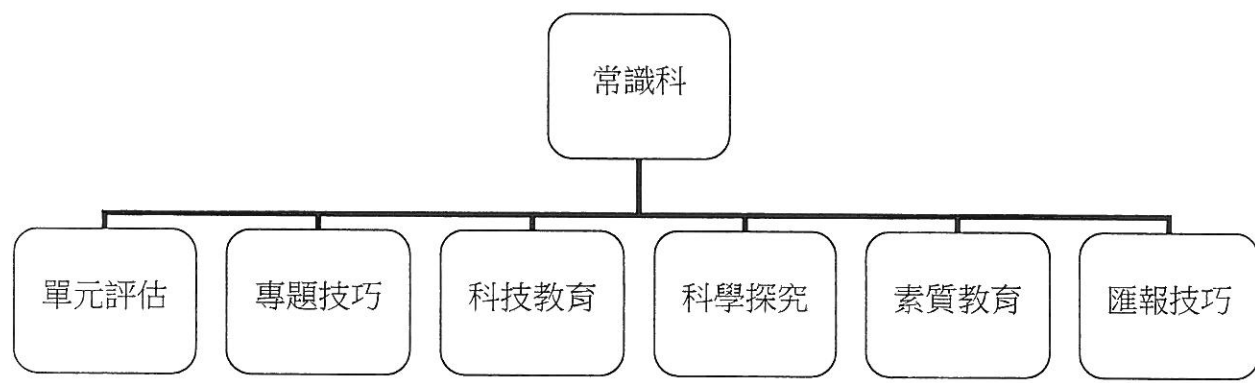 常識科
單元評估
專題技巧
科技教育
科學探究
素質教育
匯報技巧